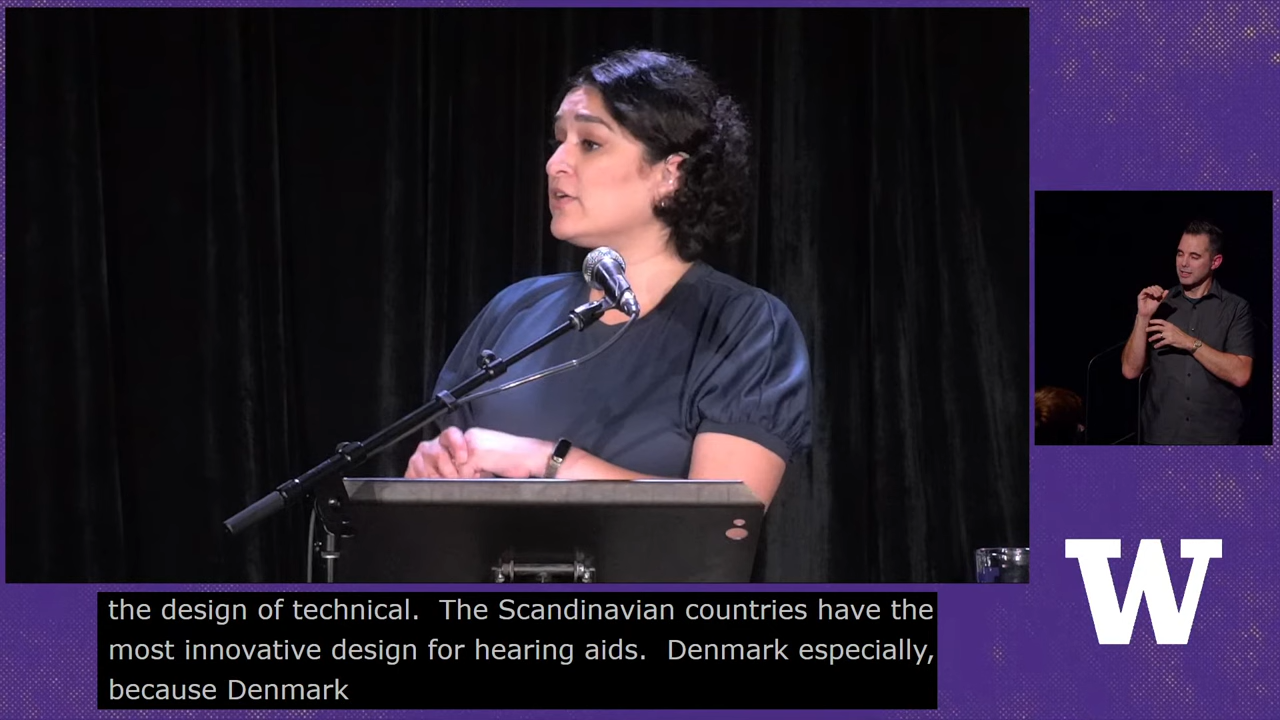 the design of technical.  The Scandinavian countries have the
most innovative design for hearing aids.  Denmark especially,
because Denmark
W